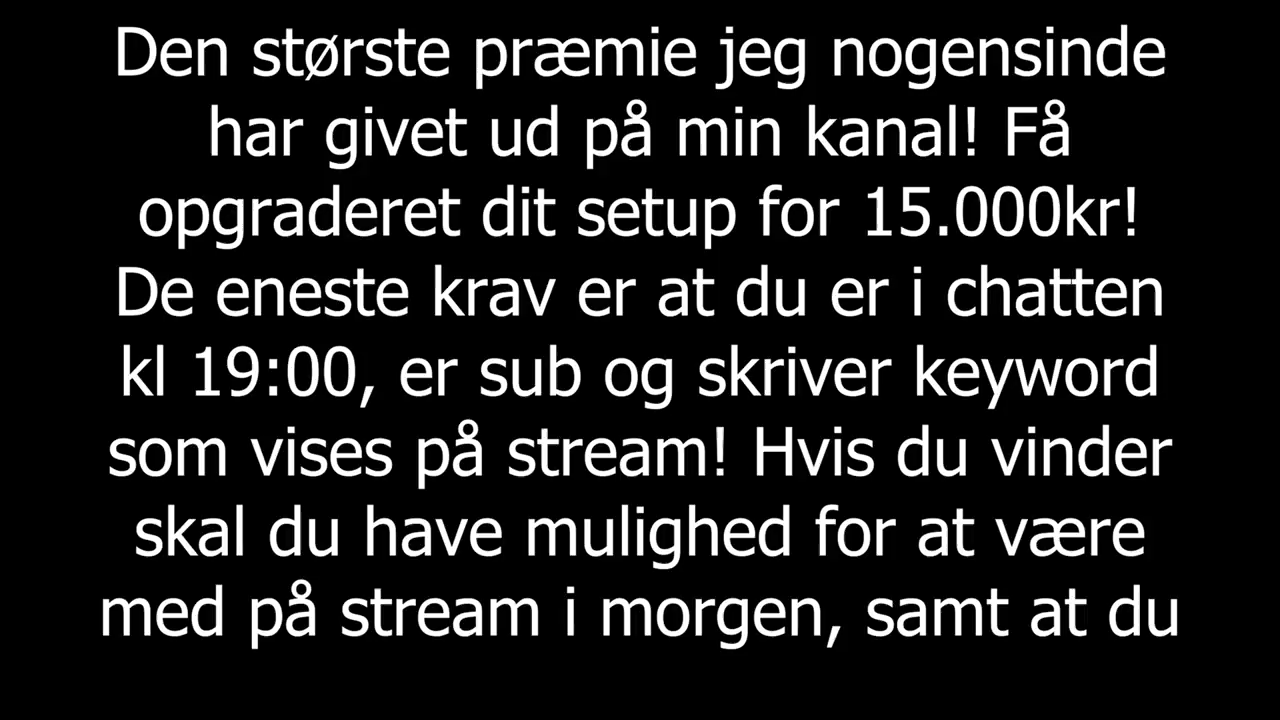 Den største præmie jeg nogensinde
har givet ud på min kanal! Få
opgraderet dit setup for 15.000kr!
De eneste krav er at du er i chatten
kl 19:00, er sub og skriver keyword
som vises på stream! Hvis du vinder
skal du have mulighed for at være
med på stream i morgen, samt at du